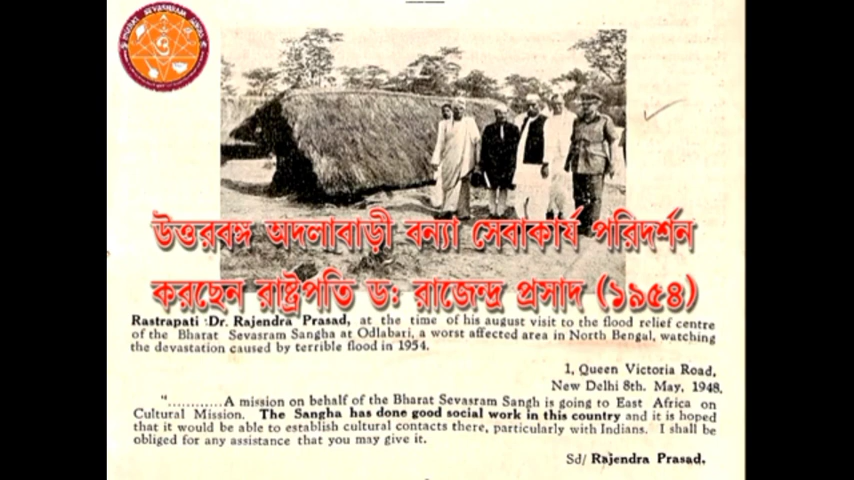 BHARAT SEVASHRAM SANGHA
উত্তরবঙ্গ অদলাবাড়ী বন্যা সেবাকার্য পরিদর্শন
করছেন রাষ্ট্রপতি ড: রাজেন্দ্র প্রসাদ (১৯৫৪)
Rastrapati :Dr. Rajendra Prasad, at the time of his august visit to the flood relief centre
of the Bharat Sevasram Sangha at Odlabari, a worst affected area in North Bengal, watching
the devastation caused by terrible flood in 1954.
1, Queen Victoria Road,
New Delhi 8th. May, 1948.
"............A mission on behalf of the Bharat Sevasram Sangh is going to East Africa on
Cultural Mission. The Sangha has done good social work in this country and it is hoped
that it would be able to establish cultural contacts there, particularly with Indians. I shall be
obliged for any assistance that you may give it.
Sd/ Rajendra Prasad.